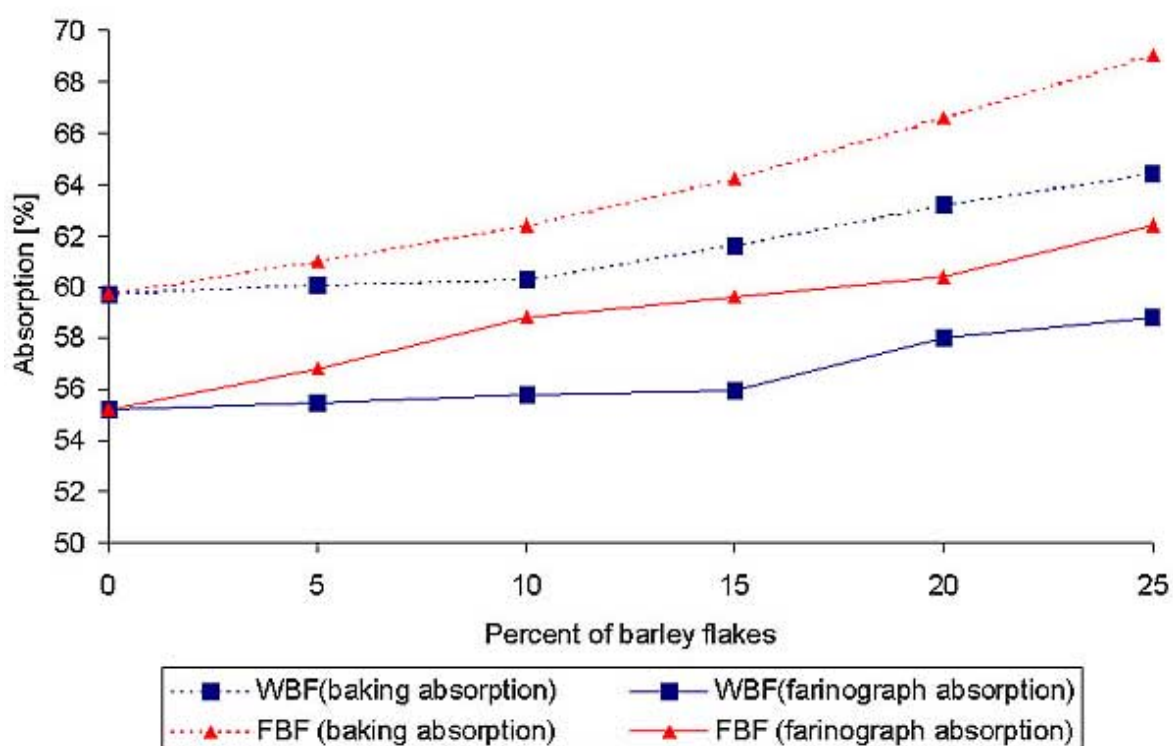 70
68
66
64
62
60
58
56
54
52
50
Absorption [%]
0 5 10 15 20 25
Percent of barley flakes
WBF(baking absorption) WBF(farinograph absorption)
FBF (baking absorption) FBF (farinograph absorption)